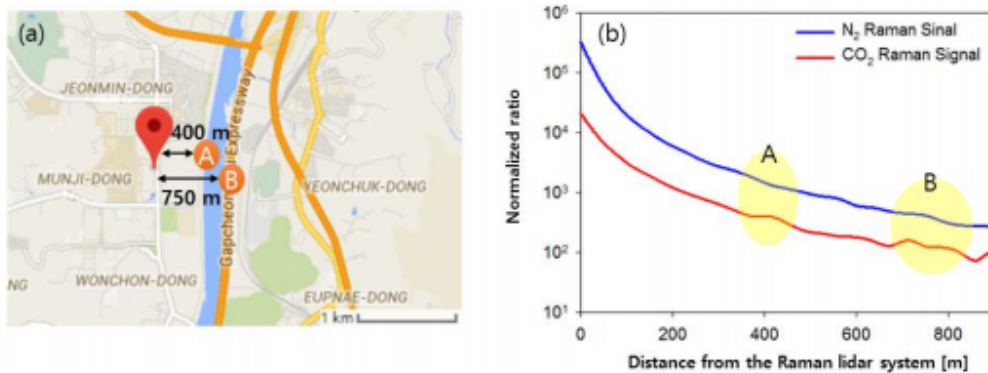 (a)
JEONMIN-DONG
400 m
A
MUNJI-DONG
B
750 m
Gapcheon
Expressway
YEONCHUK-DONG
WONCHON-DONG
NG
EUPNAE-DONG
1 km
(b)
N2 Raman Sinal
CO2 Raman Signal
Normalized ratio
10^6
10^5
10^4
10^3
10^2
10^1
A
B
0
200
400
600
800
Distance from the Raman lidar system [m]